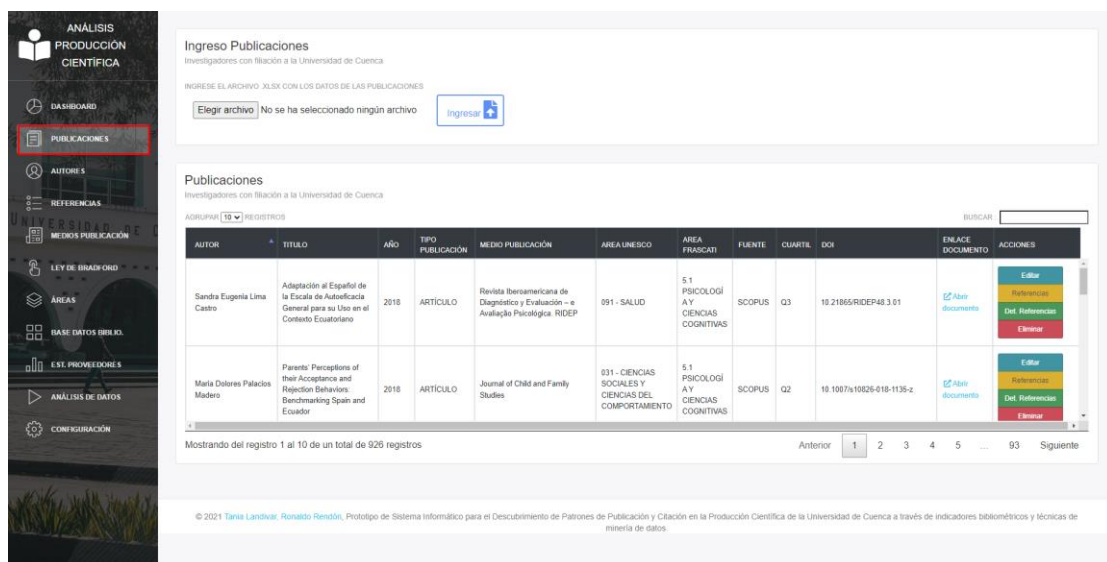 ANÁLISIS
PRODUCCIÓN
CIENTÍFICA
DASHBOARD
PUBLICACIONES
AUTORES
REFERENCIAS
MEDIOS PUBLICACIÓN
LEY DE BRADFORD
ÁREAS
BASE DATOS BIBLIO.
EST. PROVEEDORES
ANÁLISIS DE DATOS
CONFIGURACIÓN
Ingreso Publicaciones
Investigadores con filiación a la Universidad de Cuenca
INGRESE EL ARCHIVO .XLSX CON LOS DATOS DE LAS PUBLICACIONES
Elegir archivo No se ha seleccionado ningún archivo
Ingresar
Publicaciones
Investigadores con filiación a la Universidad de Cuenca
AGRUPAR 10 REGISTROS
BUSCAR
AUTOR TITULO AÑO TIPO PUBLICACIÓN MEDIO PUBLICACIÓN AREA UNESCO AREA FRASCATI FUENTE CUARTIL DOI ENLACE DOCUMENTO ACCIONES
Sandra Eugenia Lima
Castro
Adaptación al Español de
la Escala de Autoeficacia
General para su Uso en el
Contexto Ecuatoriano
2018
ARTÍCULO
Revista Iberoamericana de
Diagnóstico y Evaluación – e
Avaliação Psicológica. RIDEP
091 - SALUD
5.1
PSICOLOGÍ
A Y
CIENCIAS
COGNITIVAS
SCOPUS
Q3
10.21865/RIDEP48.3.01
Abrir
documento
Editar
Referencias
Det. Referencias
Eliminar
María Dolores Palacios
Madero
Parents' Perceptions of
their Acceptance and
Rejection Behaviors:
Benchmarking Spain and
Ecuador
2018
ARTÍCULO
Journal of Child and Family
Studies
031 - CIENCIAS
SOCIALES Y
CIENCIAS DEL
COMPORTAMIENTO
5.1
PSICOLOGÍ
A Y
CIENCIAS
COGNITIVAS
SCOPUS
Q2
10.1007/s10826-018-1135-z
Abrir
documento
Editar
Referencias
Det. Referencias
Eliminar
Mostrando del registro 1 al 10 de un total de 926 registros
Anterior 1 2 3 4 5 ... 93 Siguiente
© 2021 Tania Landivar, Ronaldo Rendón, Prototipo de Sistema Informático para el Descubrimiento de Patrones de Publicación y Citación en la Producción Científica de la Universidad de Cuenca a través de indicadores bibliométricos y técnicas de
minería de datos.